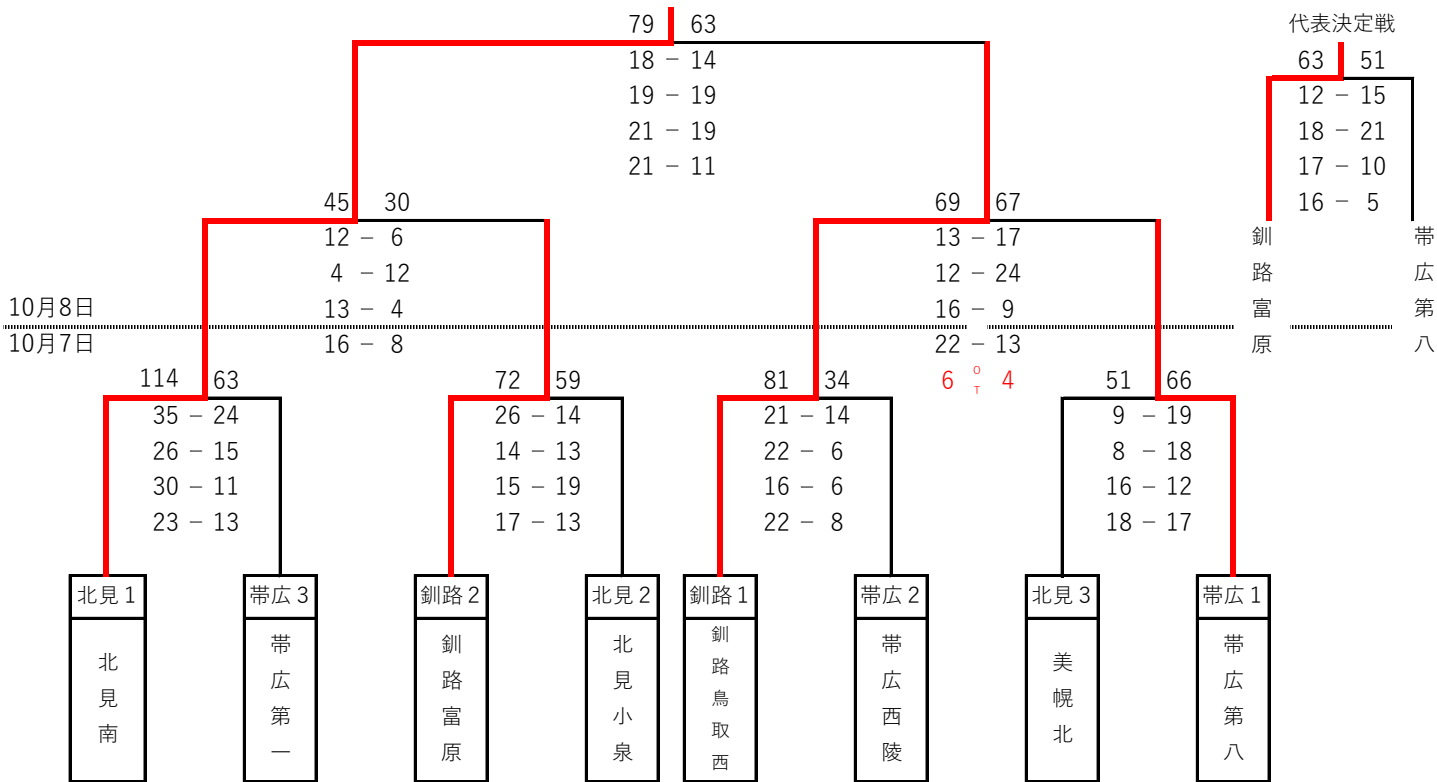 79 63
18 － 14
19 － 19
21 － 19
21 － 11
代表決定戦
63 51
12 － 15
18 － 21
17 － 10
16 － 5
釧路富原
帯広第八
45 30
12 － 6
4 － 12
13 － 4
16 － 8
69 67
13 － 17
12 － 24
16 － 9
22 － 13
6 OT 4
10月8日
10月7日
114 63
35 － 24
26 － 15
30 － 11
23 － 13
72 59
26 － 14
14 － 13
15 － 19
17 － 13
81 34
21 － 14
22 － 6
16 － 6
22 － 8
51 66
9 － 19
8 － 18
16 － 12
18 － 17
北見１
北見南
帯広３
帯広第一
釧路２
釧路富原
北見２
北見小泉
釧路１
釧路鳥取西
帯広２
帯広西陵
北見３
美幌北
帯広１
帯広第八